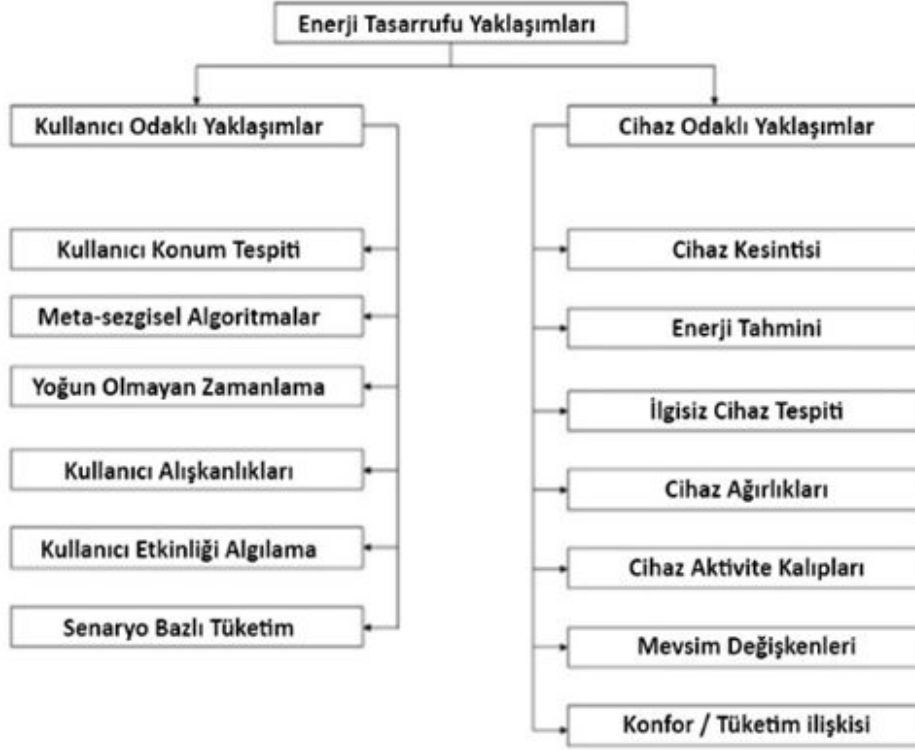 Enerji Tasarrufu Yaklaşımları
Kullanıcı Odaklı Yaklaşımlar
Kullanıcı Konum Tespiti
Meta-sezgisel Algoritmalar
Yoğun Olmayan Zamanlama
Kullanıcı Alışkanlıkları
Kullanıcı Etkinliği Algılama
Senaryo Bazlı Tüketim
Cihaz Odaklı Yaklaşımlar
Cihaz Kesintisi
Enerji Tahmini
İlgisiz Cihaz Tespiti
Cihaz Ağırlıkları
Cihaz Aktivite Kalıpları
Mevsim Değişkenleri
Konfor / Tüketim ilişkisi